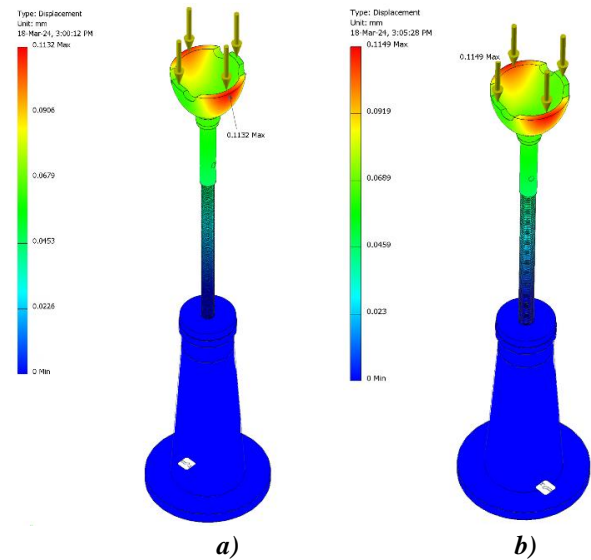 Type: Displacement
Unit: mm
18-Mar-24, 3:00:12 PM
0.1132 Max
0.0906
0.0679
0.0453
0.0226
0 Min
0.1132 Max
a)
Type: Displacement
Unit: mm
18-Mar-24, 3:05:28 PM
0.1149 Max
0.0919
0.0689
0.0459
0.023
0 Min
0.1149 Max
b)